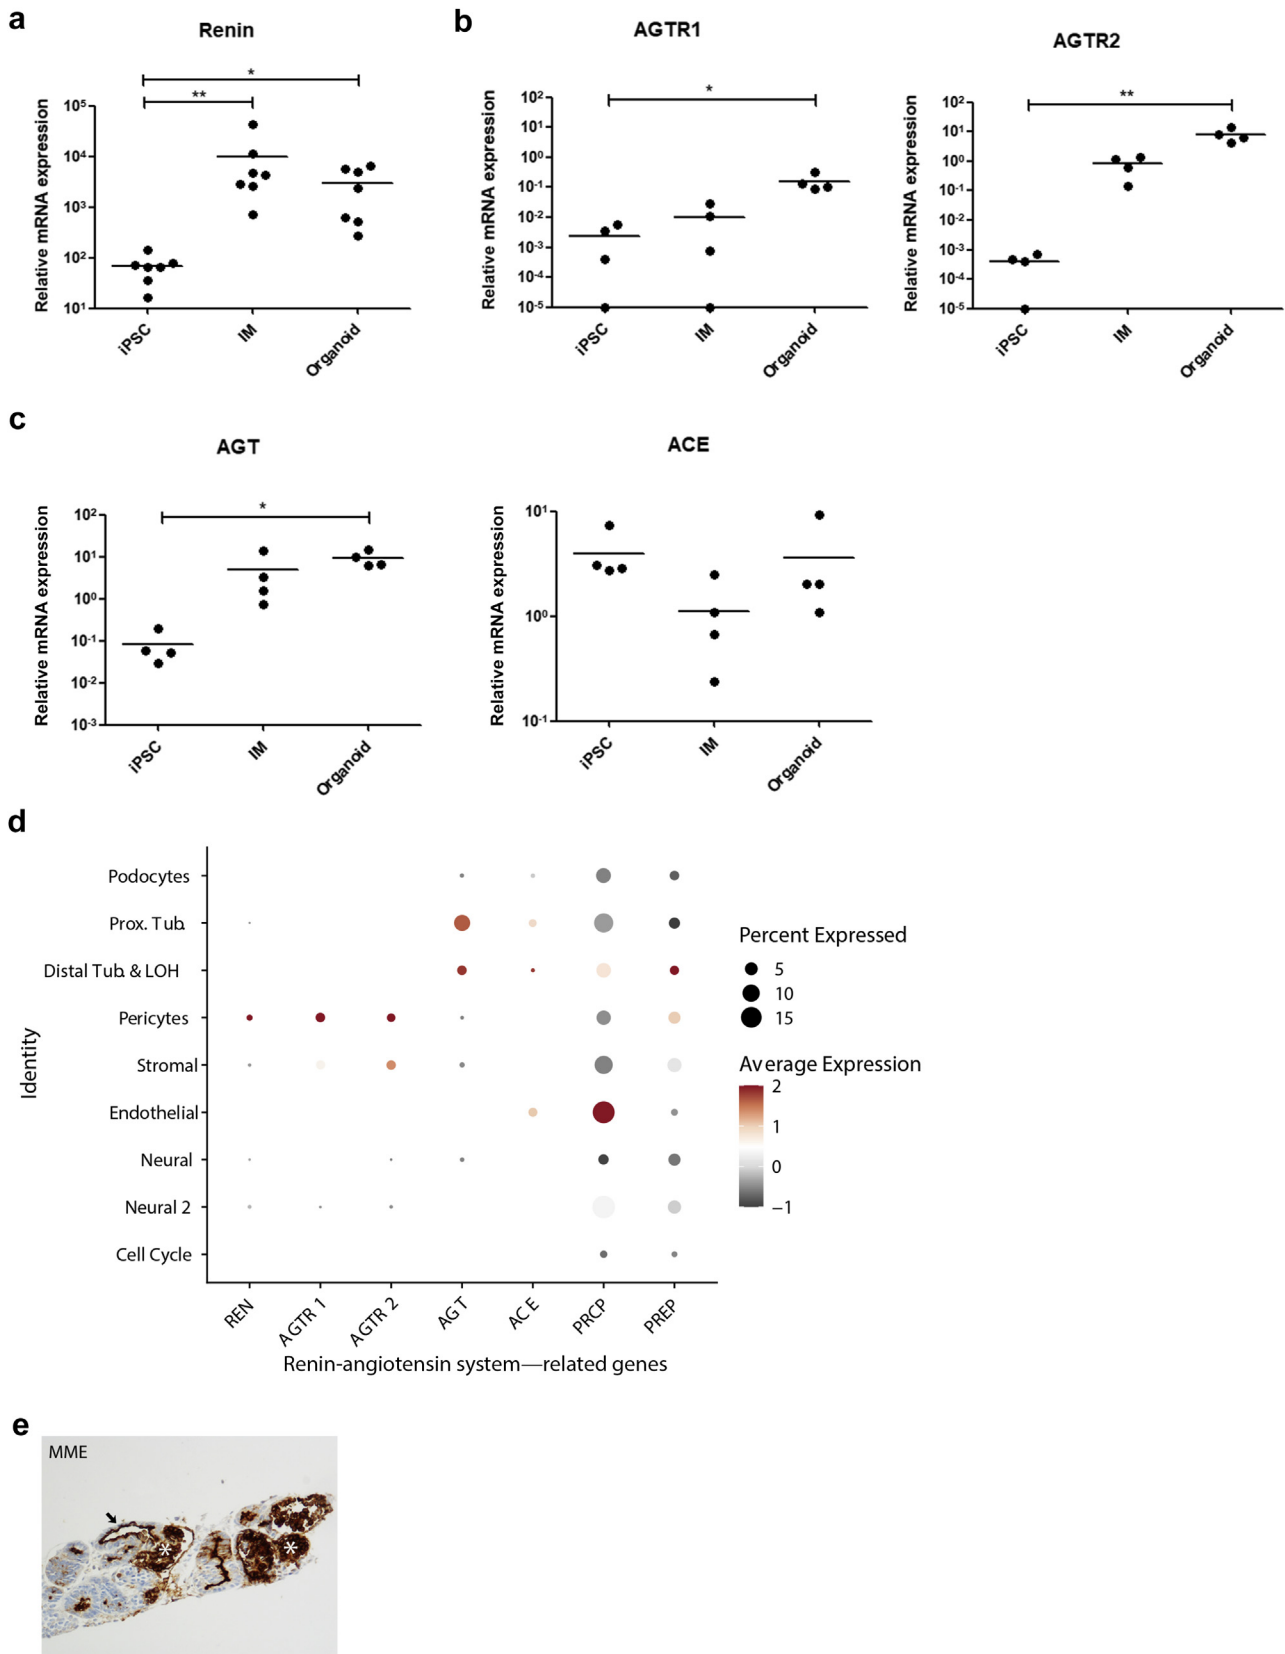 a
Renin
*
**
Relative mRNA expression
10⁵
10⁴
10³
10²
10¹
iPSC
IM
Organoid
b
AGTR1
*
Relative mRNA expression
10²
10¹
10⁰
10⁻¹
10⁻²
10⁻³
10⁻⁴
10⁻⁵
iPSC
IM
Organoid
AGTR2
**
Relative mRNA expression
10²
10¹
10⁰
10⁻¹
10⁻²
10⁻³
10⁻⁴
10⁻⁵
iPSC
IM
Organoid
c
AGT
*
Relative mRNA expression
10²
10¹
10⁰
10⁻¹
10⁻²
10⁻³
iPSC
IM
Organoid
ACE
Relative mRNA expression
10¹
10⁰
10⁻¹
iPSC
IM
Organoid
d
Identity
Podocytes
Prox. Tub.
Distal Tub. & LOH
Pericytes
Stromal
Endothelial
Neural
Neural 2
Cell Cycle
REN
AGTR 1
AGTR 2
AG T
AC E
PRCP
PREP
Renin-angiotensin system—related genes
Percent Expressed
5
10
15
Average Expression
2
1
0
−1
e
MME
*
*